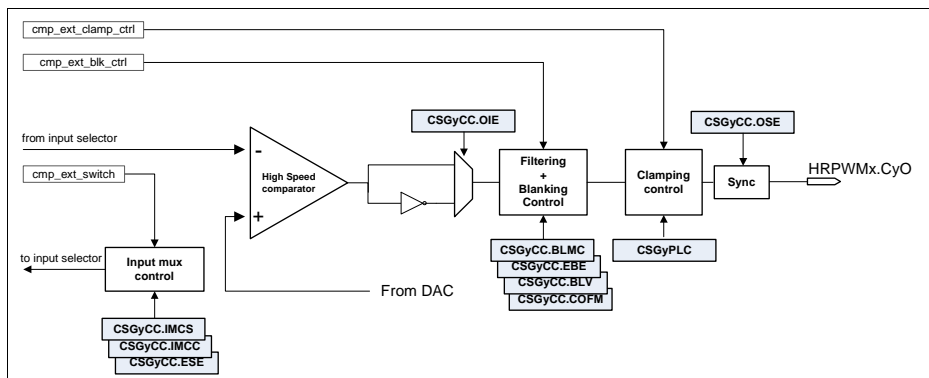 cmp_ext_clamp_ctrl
cmp_ext_blk_ctrl
CSGyCC.OIE
CSGyCC.OSE
from input selector
-
High Speed
comparator
+
Filtering
+
Blanking
Control
Clamping
control
Sync
HRPWMx.CyO
cmp_ext_switch
to input selector
Input mux
control
From DAC
CSGyCC.BLMC
CSGyCC.EBE
CSGyCC.BLV
CSGyCC.COFM
CSGyPLC
CSGyCC.IMCS
CSGyCC.IMCC
CSGyCC.ESE